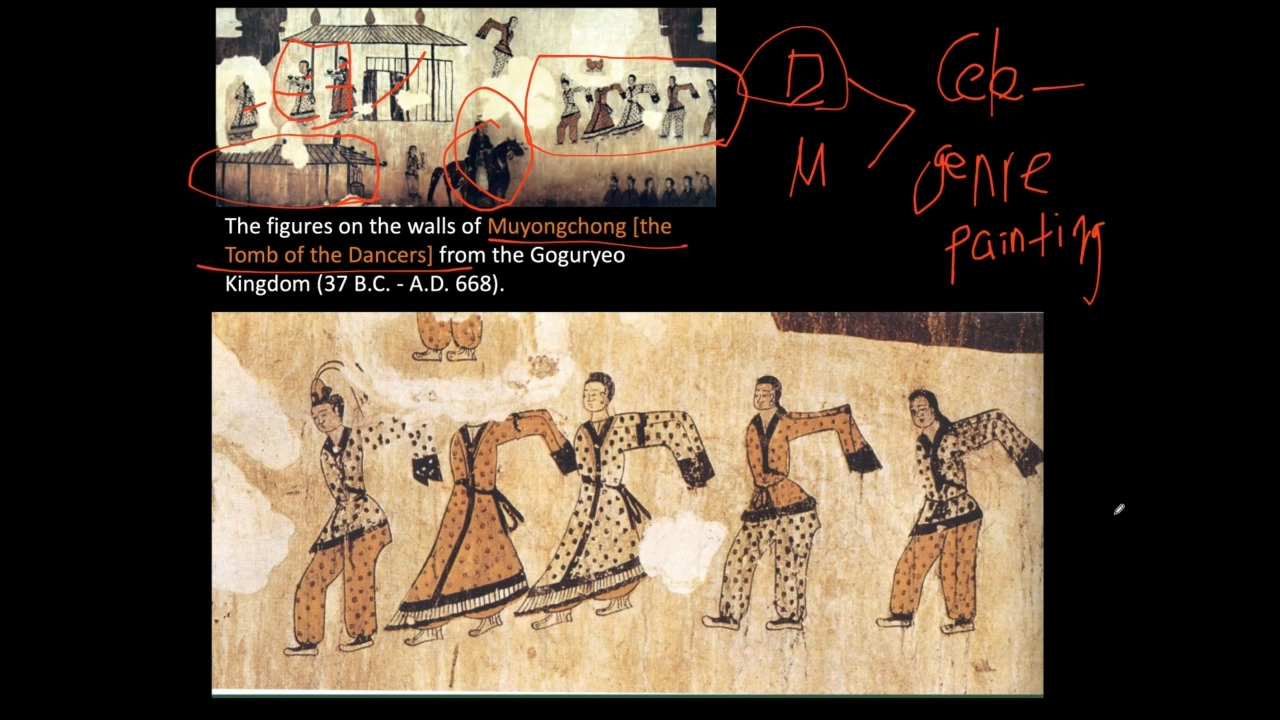 The figures on the walls of Muyongchong [the
Tomb of the Dancers] from the Goguryeo
Kingdom (37 B.C. - A.D. 668).
D
M
genre
painting